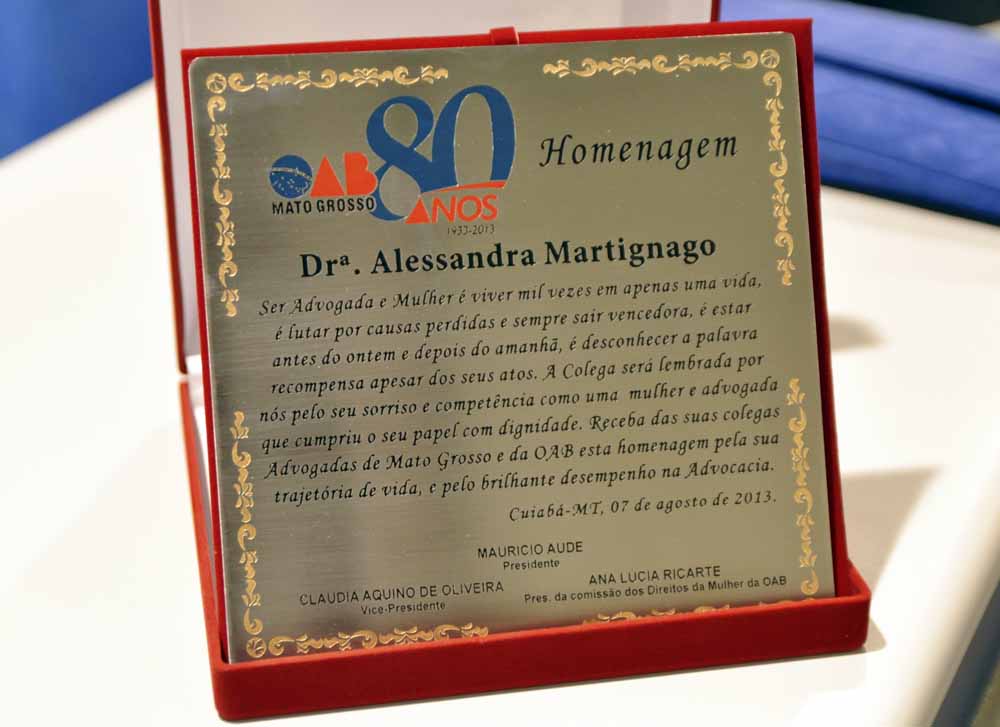 OAB 80
Homenagem
MATO GROSSO
ANOS
1933-2013
Drª. Alessandra Martignago
Ser Advogada e Mulher é viver mil vezes em apenas uma vida,
é lutar por causas perdidas e sempre sair vencedora, é estar
antes do ontem e depois do amanhã, é desconhecer a palavra
recompensa apesar dos seus atos. A Colega será lembrada por
nós pelo seu sorriso e competência como uma mulher e advogada
que cumpriu o seu papel com dignidade. Receba das suas colegas
Advogadas de Mato Grosso e da OAB esta homenagem pela sua
trajetória de vida, e pelo brilhante desempenho na Advocacia.
Cuiabá-MT, 07 de agosto de 2013.
MAURICIO AUDE
Presidente
CLAUDIA AQUINO DE OLIVEIRA
Vice-Presidente
ANA LÚCIA RICARTE
Pres. da comissão dos Direitos da Mulher da OAB